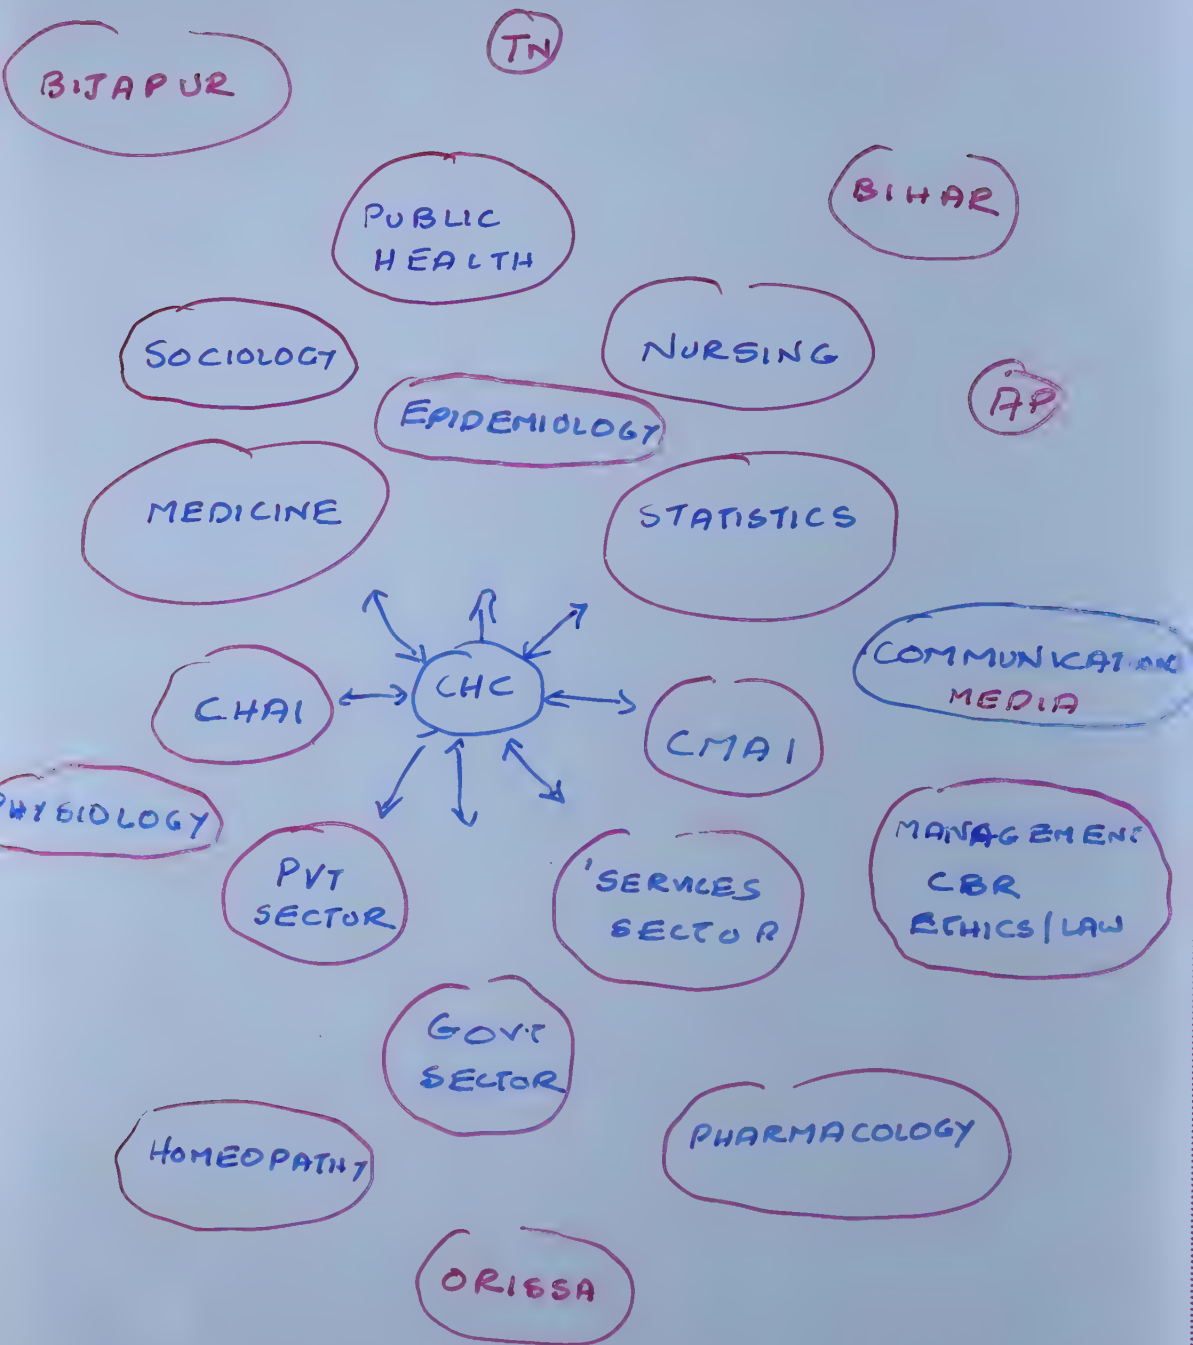 TN
BIJAPUR
BIHAR
PUBLIC
HEALTH
SOCIOLOGY
NURSING
AP
EPIDEMIOLOGY
MEDICINE
STATISTICS
COMMUNICATION
MEDIA
CHC
CHAI
CMAI
PHYSIOLOGY
PVT
SECTOR
'SERVICES
SECTOR
MANAGEMENT
CBR
ETHICS/LAW
GOVT
SECTOR
HOMEOPATHY
PHARMACOLOGY
ORISSA